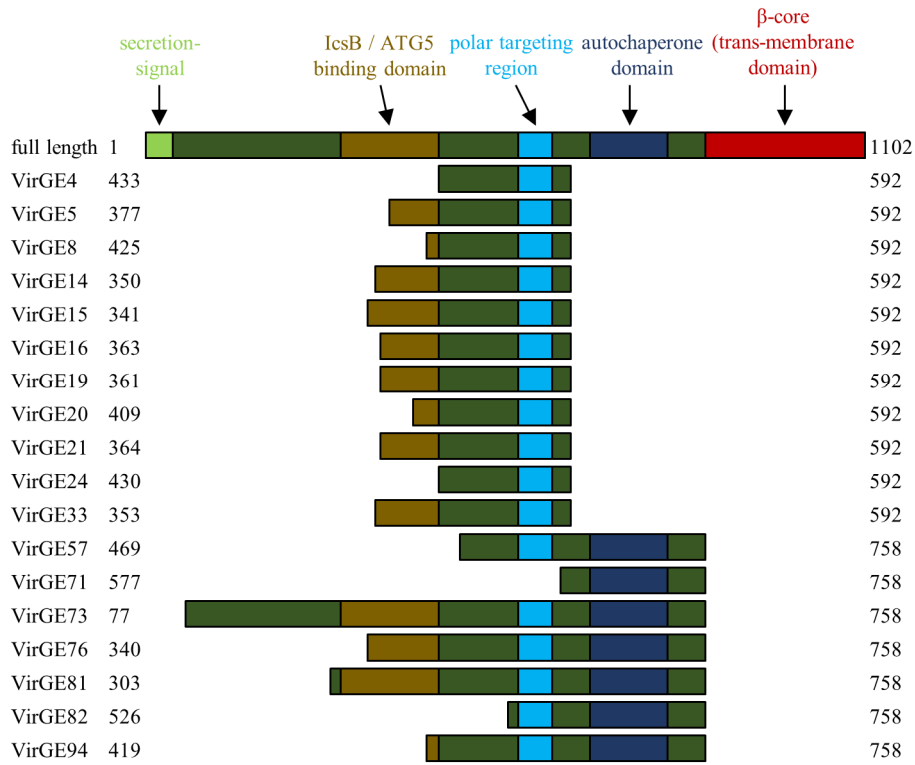 secretion-
signal
IcsB / ATG5
binding domain
polar targeting
region
autochaperone
domain
β-core
(trans-membrane
domain)
full length 1 1102
VirGE4 433 592
VirGE5 377 592
VirGE8 425 592
VirGE14 350 592
VirGE15 341 592
VirGE16 363 592
VirGE19 361 592
VirGE20 409 592
VirGE21 364 592
VirGE24 430 592
VirGE33 353 592
VirGE57 469 758
VirGE71 577 758
VirGE73 77 758
VirGE76 340 758
VirGE81 303 758
VirGE82 526 758
VirGE94 419 758